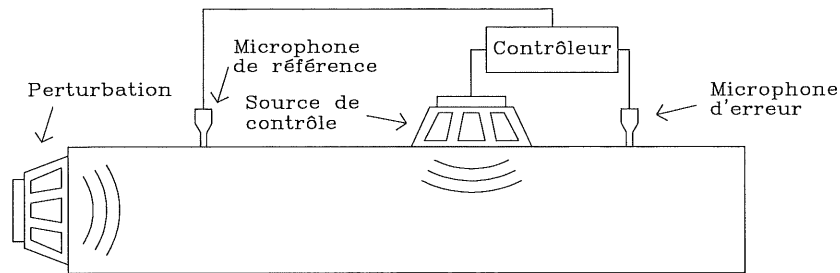 Microphone
de référence
Contrôleur
Perturbation
Source de
contrôle
Microphone
d'erreur